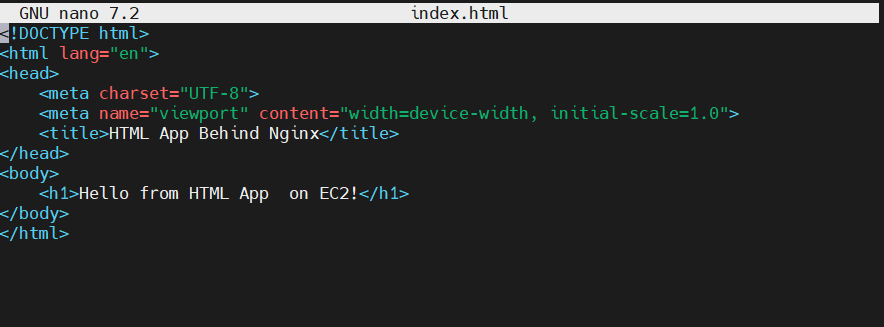 GNU nano 7.2 index.html
<!DOCTYPE html>
<html lang="en">
<head>
    <meta charset="UTF-8">
    <meta name="viewport" content="width=device-width, initial-scale=1.0">
    <title>HTML App Behind Nginx</title>
</head>
<body>
    <h1>Hello from HTML App  on EC2!</h1>
</body>
</html>